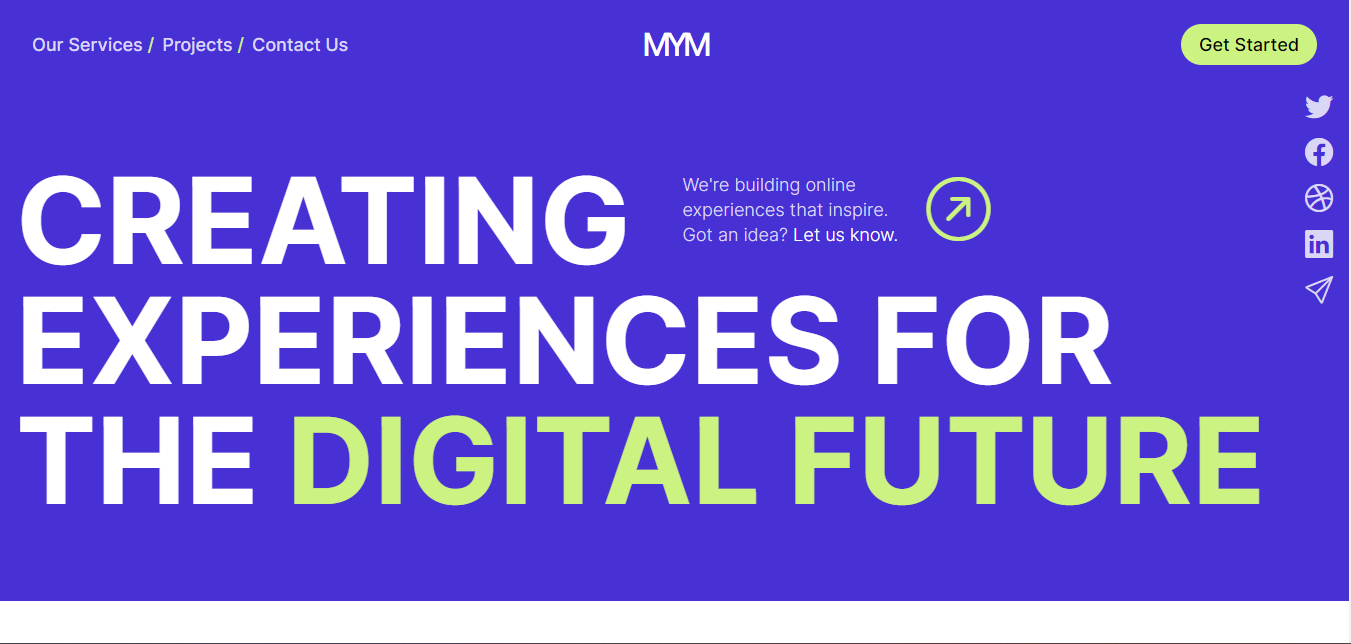 Our Services / Projects / Contact Us
MYM
Get Started
CREATING
We're building online
experiences that inspire.
Got an idea? Let us know.
EXPERIENCES FOR
THE DIGITAL FUTURE
in